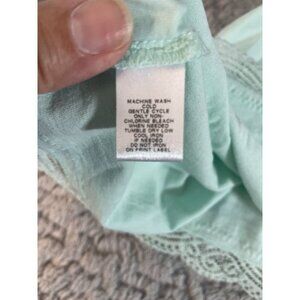 MACHINE WASH
COLD
GENTLE CYCLE
ONLY NON-
CHLORINE BLEACH
WHEN NEEDED
TUMBLE DRY LOW
COOL IRON
IF NEEDED
DO NOT IRON
ON PRINT LABEL